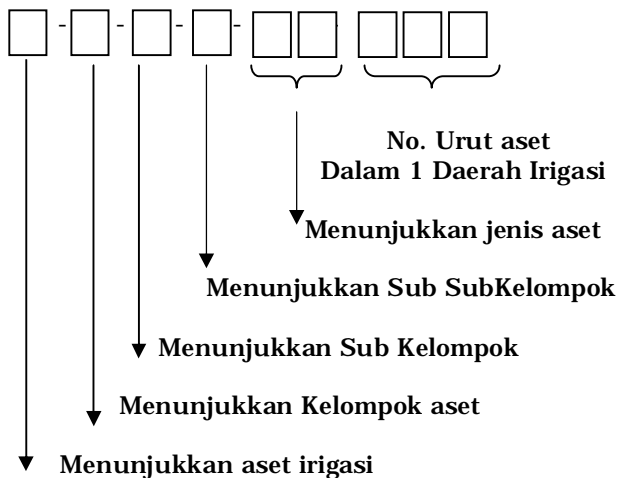 - - - -
No. Urut aset
Dalam 1 Daerah Irigasi
Menunjukkan jenis aset
Menunjukkan Sub SubKelompok
Menunjukkan Sub Kelompok
Menunjukkan Kelompok aset
Menunjukkan aset irigasi